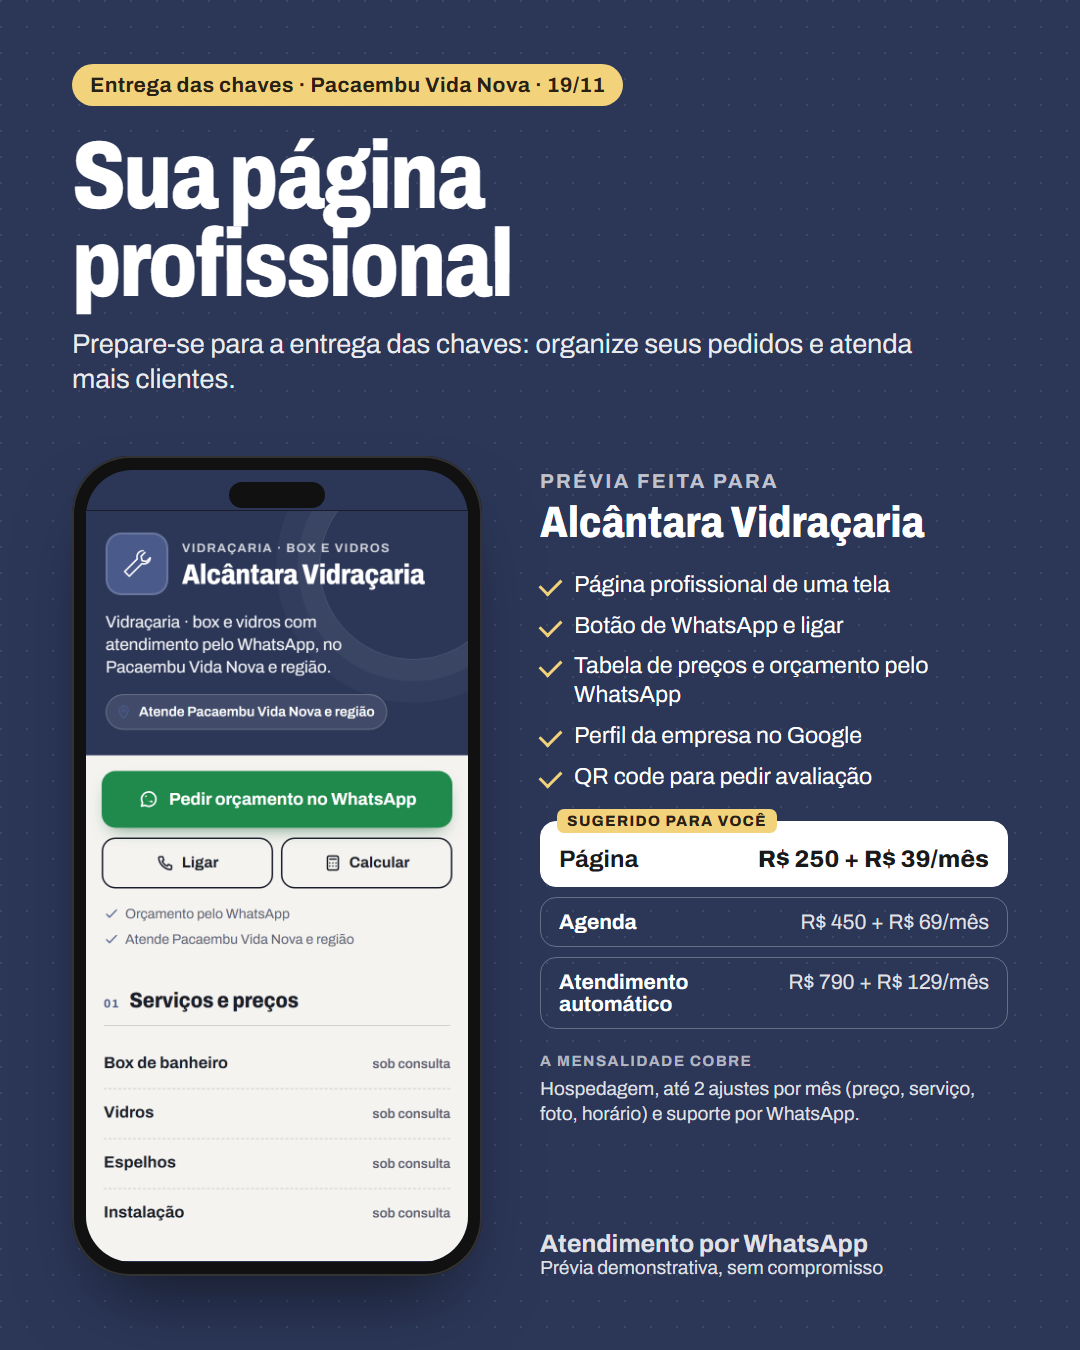 Entrega das chaves · Pacaembu Vida Nova · 19/11
Sua página
profissional
Prepare-se para a entrega das chaves: organize seus pedidos e atenda
mais clientes.
VIDRAÇARIA · BOX E VIDROS
Alcântara Vidraçaria
Vidraçaria · box e vidros com
atendimento pelo WhatsApp, no
Pacaembu Vida Nova e região.
Atende Pacaembu Vida Nova e região
Pedir orçamento no WhatsApp
Ligar
Calcular
Orçamento pelo WhatsApp
Atende Pacaembu Vida Nova e região
01 Serviços e preços
Box de banheiro sob consulta
Vidros sob consulta
Espelhos sob consulta
Instalação sob consulta
PRÉVIA FEITA PARA
Alcântara Vidraçaria
Página profissional de uma tela
Botão de WhatsApp e ligar
Tabela de preços e orçamento pelo
WhatsApp
Perfil da empresa no Google
QR code para pedir avaliação
SUGERIDO PARA VOCÊ
Página R$ 250 + R$ 39/mês
Agenda R$ 450 + R$ 69/mês
Atendimento R$ 790 + R$ 129/mês
automático
A MENSALIDADE COBRE
Hospedagem, até 2 ajustes por mês (preço, serviço,
foto, horário) e suporte por WhatsApp.
Atendimento por WhatsApp
Prévia demonstrativa, sem compromisso